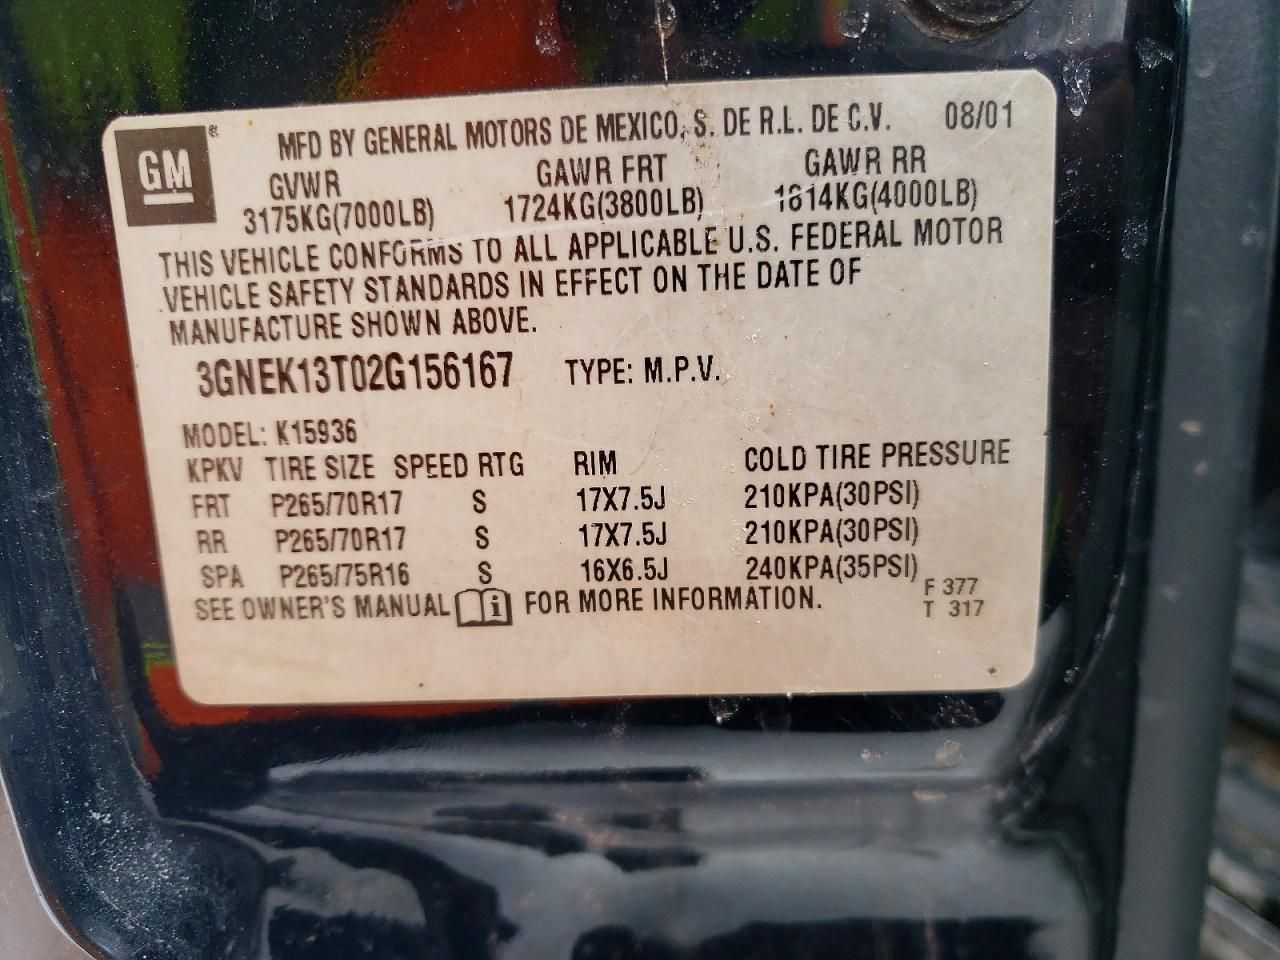 GM®
MFD BY GENERAL MOTORS DE MEXICO, S. DE R.L. DE C.V. 08/01
GVWR GAWR FRT GAWR RR
3175KG(7000LB) 1724KG(3800LB) 1814KG(4000LB)
THIS VEHICLE CONFORMS TO ALL APPLICABLE U.S. FEDERAL MOTOR
VEHICLE SAFETY STANDARDS IN EFFECT ON THE DATE OF
MANUFACTURE SHOWN ABOVE.
3GNEK13T02G156167 TYPE: M.P.V.
MODEL: K15936
KPKV TIRE SIZE SPEED RTG RIM COLD TIRE PRESSURE
FRT P265/70R17 S 17X7.5J 210KPA(30PSI)
RR P265/70R17 S 17X7.5J 210KPA(30PSI)
SPA P265/75R16 S 16X6.5J 240KPA(35PSI)
SEE OWNER'S MANUAL i FOR MORE INFORMATION.
F 377
T 317